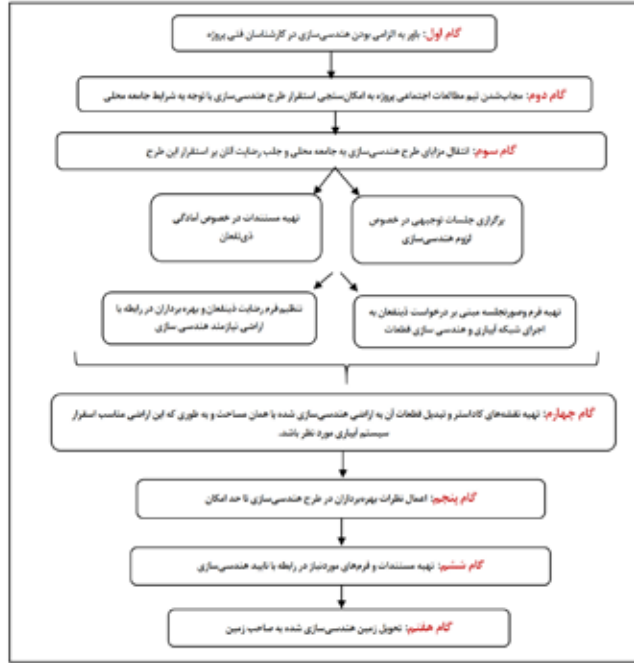 گام اول: باور به الزامی بودن هندسی‌سازی در کارشناسان فنی پروژه
گام دوم: مجاب‌شدن تیم مطالعات اجتماعی پروژه به امکان‌سنجی استقرار طرح هندسی‌سازی با توجه به شرایط جامعه محلی
گام سوم: انتقال مزایای طرح هندسی‌سازی به جامعه محلی و جلب رضایت آنان بر استقرار این طرح
برگزاری جلسات توجیهی در خصوص
لزوم هندسی‌سازی
تهیه مستندات در خصوص آمادگی
ذی‌نفعان
تهیه فرم وصورتجلسه مبنی بر درخواست ذینفعان به
اجرای شبکه آبیاری و هندسی سازی قطعات
تنظیم فرم رضایت ذینفعان و بهره برداران در رابطه با
اراضی نیازمند هندسی سازی
گام چهارم: تهیه نقشه‌های کاداستر و تبدیل قطعات آن به اراضی هندسی‌سازی شده با همان مساحت و به طوری که این اراضی مناسب اسقرار
سیستم آبیاری مورد نظر باشد.
گام پنجم: اعمال نظرات بهره‌برداران در طرح هندسی‌سازی تا حد امکان
گام ششم: تهیه مستندات و فرم‌های موردنیاز در رابطه با تایید هندسی‌سازی
گام هفتم: تحویل زمین هندسی‌سازی شده به صاحب زمین